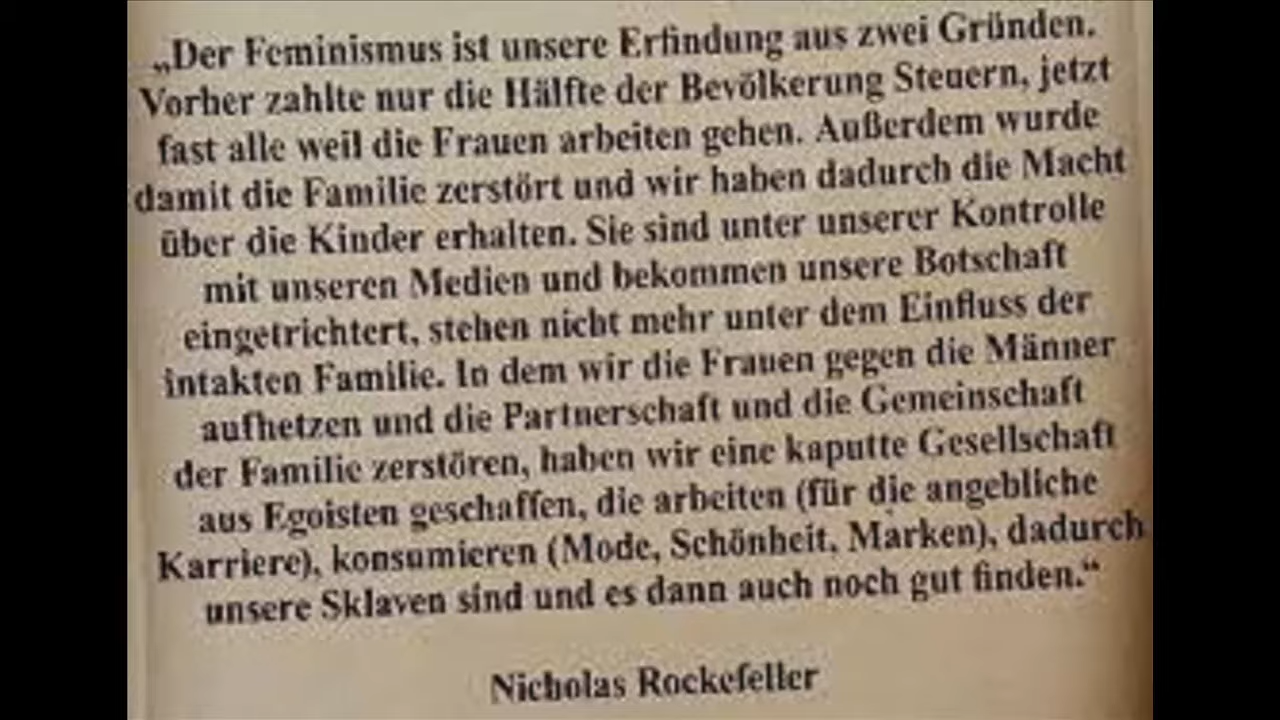 „Der Feminismus ist unsere Erfindung aus zwei Gründen.
Vorher zahlte nur die Hälfte der Bevölkerung Steuern, jetzt
fast alle weil die Frauen arbeiten gehen. Außerdem wurde
damit die Familie zerstört und wir haben dadurch die Macht
über die Kinder erhalten. Sie sind unter unserer Kontrolle
mit unseren Medien und bekommen unsere Botschaft
eingetrichtert, stehen nicht mehr unter dem Einfluss der
intakten Familie. In dem wir die Frauen gegen die Männer
aufhetzen und die Partnerschaft und die Gemeinschaft
der Familie zerstören, haben wir eine kaputte Gesellschaft
aus Egoisten geschaffen, die arbeiten (für die angebliche
Karriere), konsumieren (Mode, Schönheit, Marken), dadurch
unsere Sklaven sind und es dann auch noch gut finden.“
Nicholas Rockefeller